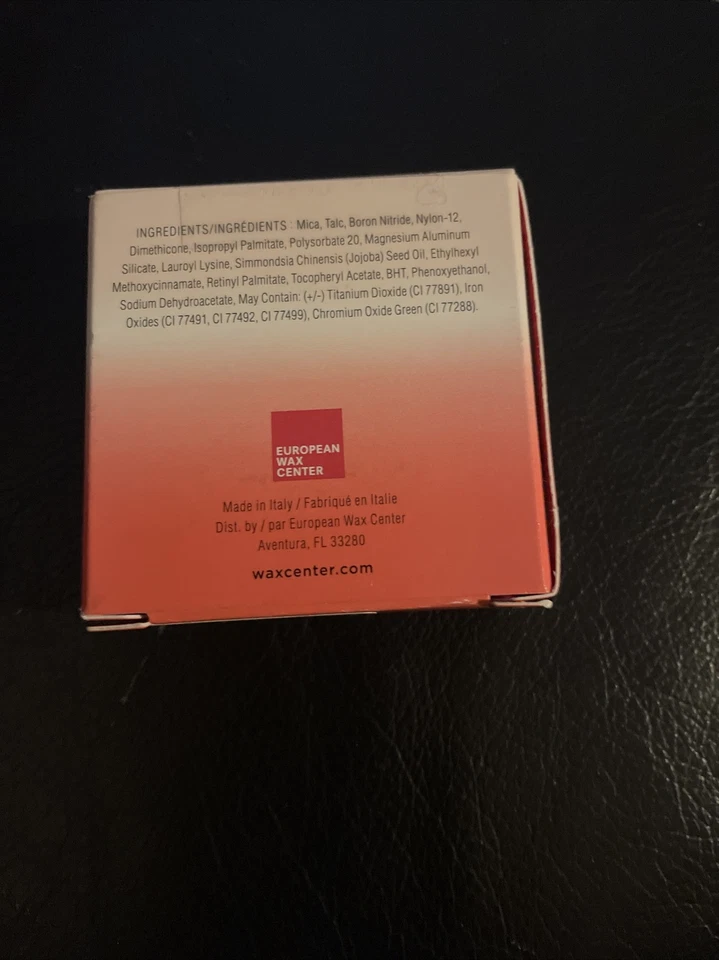 INGREDIENTS/INGRÉDIENTS : Mica, Talc, Boron Nitride, Nylon-12,
Dimethicone, Isopropyl Palmitate, Polysorbate 20, Magnesium Aluminum
Silicate, Lauroyl Lysine, Simmondsia Chinensis (Jojoba) Seed Oil, Ethylhexyl
Methoxycinnamate, Retinyl Palmitate, Tocopheryl Acetate, BHT, Phenoxyethanol,
Sodium Dehydroacetate, May Contain: (+/-) Titanium Dioxide (CI 77891), Iron
Oxides (CI 77491, CI 77492, CI 77499), Chromium Oxide Green (CI 77288).
EUROPEAN
WAX
CENTER
Made in Italy / Fabriqué en Italie
Dist. by / par European Wax Center
Aventura, FL 33280
waxcenter.com